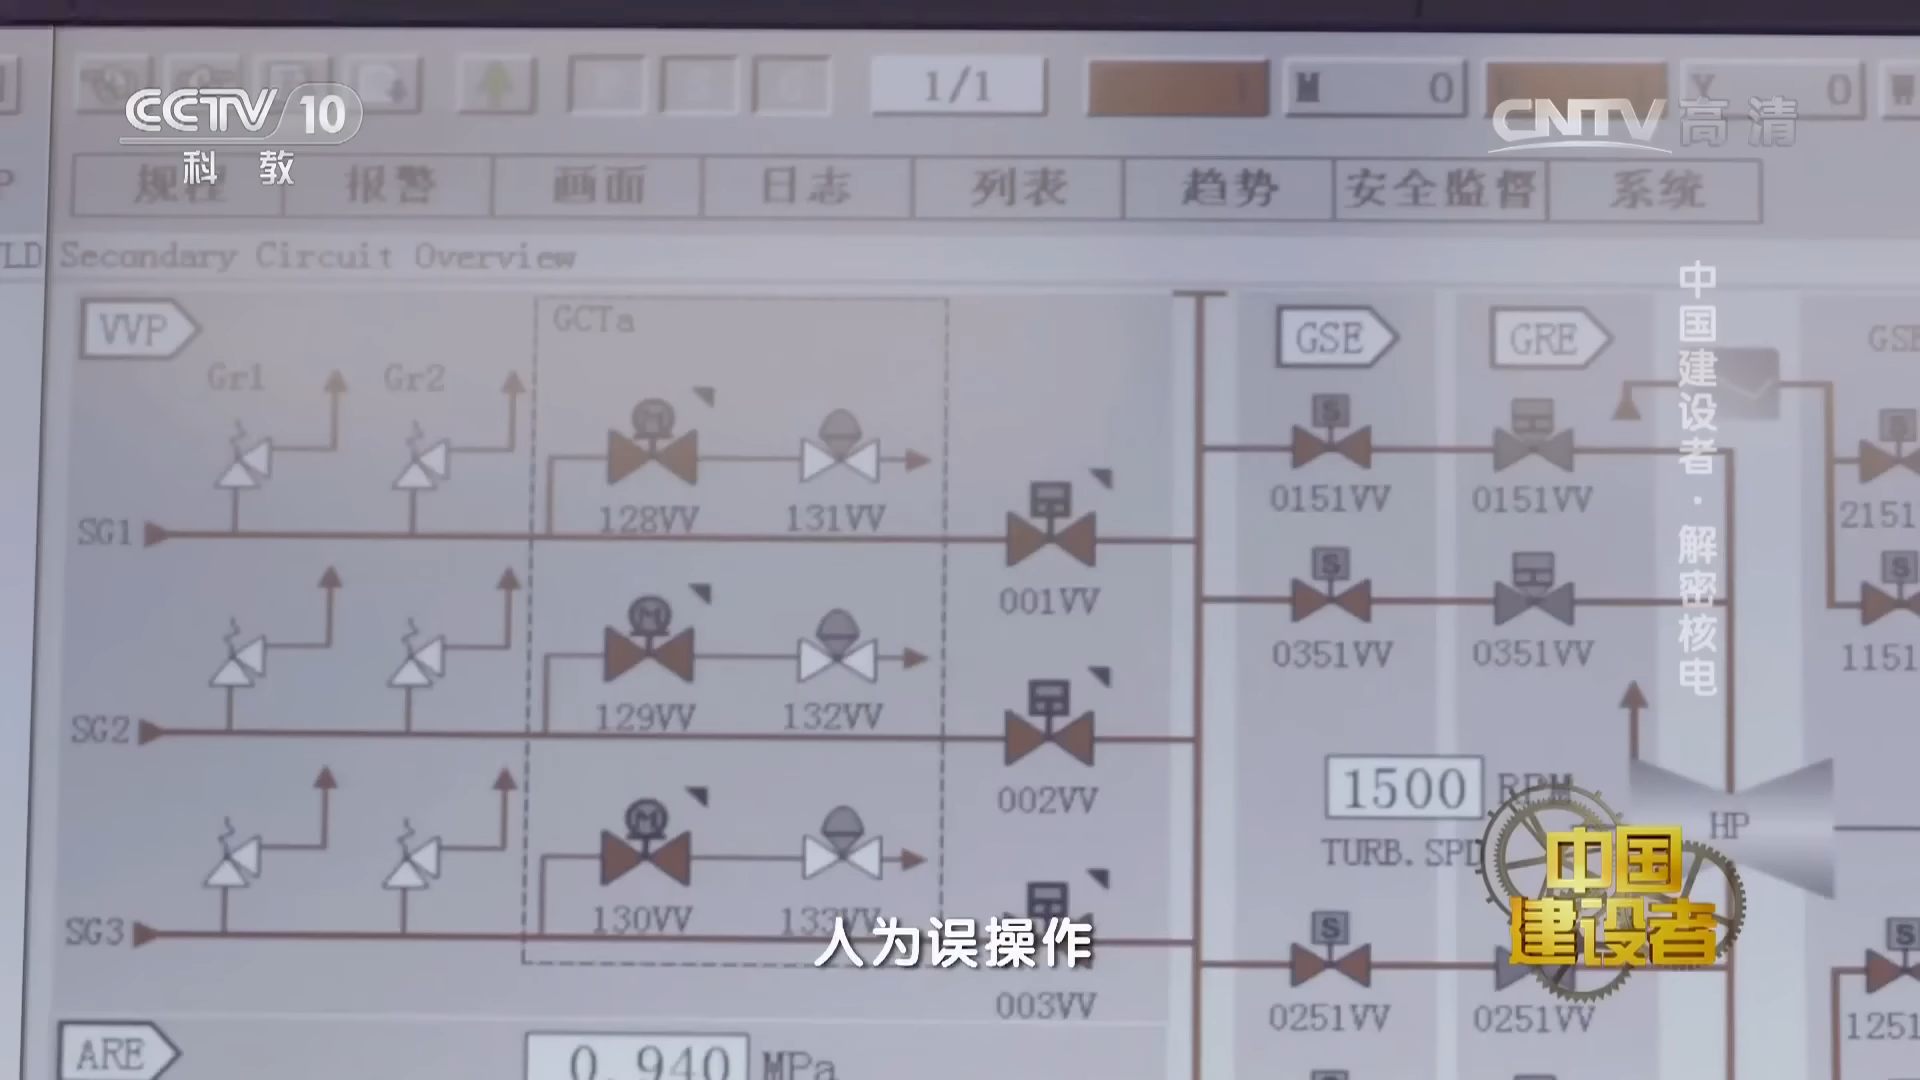 1/1
M 0
Y 0
W
CCTV 10
科 教
CNTV 高清
规程 报警 画面 日志 列表 趋势 安全监督 系统
LD
Secondary Circuit Overview
VVP
GCTa
GSE
GRE
GSE
Gr1
Gr2
128VV
131VV
0151VV
0151VV
2151
SG1
001VV
0351VV
0351VV
1151
129VV
132VV
SG2
002VV
1500 RPM
TURB.SPD
HP
130VV
133VV
SG3
003VV
0251VV
0251VV
1251
ARE
0.940 MPa
M
M
M
S
S
S
S
S
S
中国建设者·解密核电
中国
建设者
人为误操作